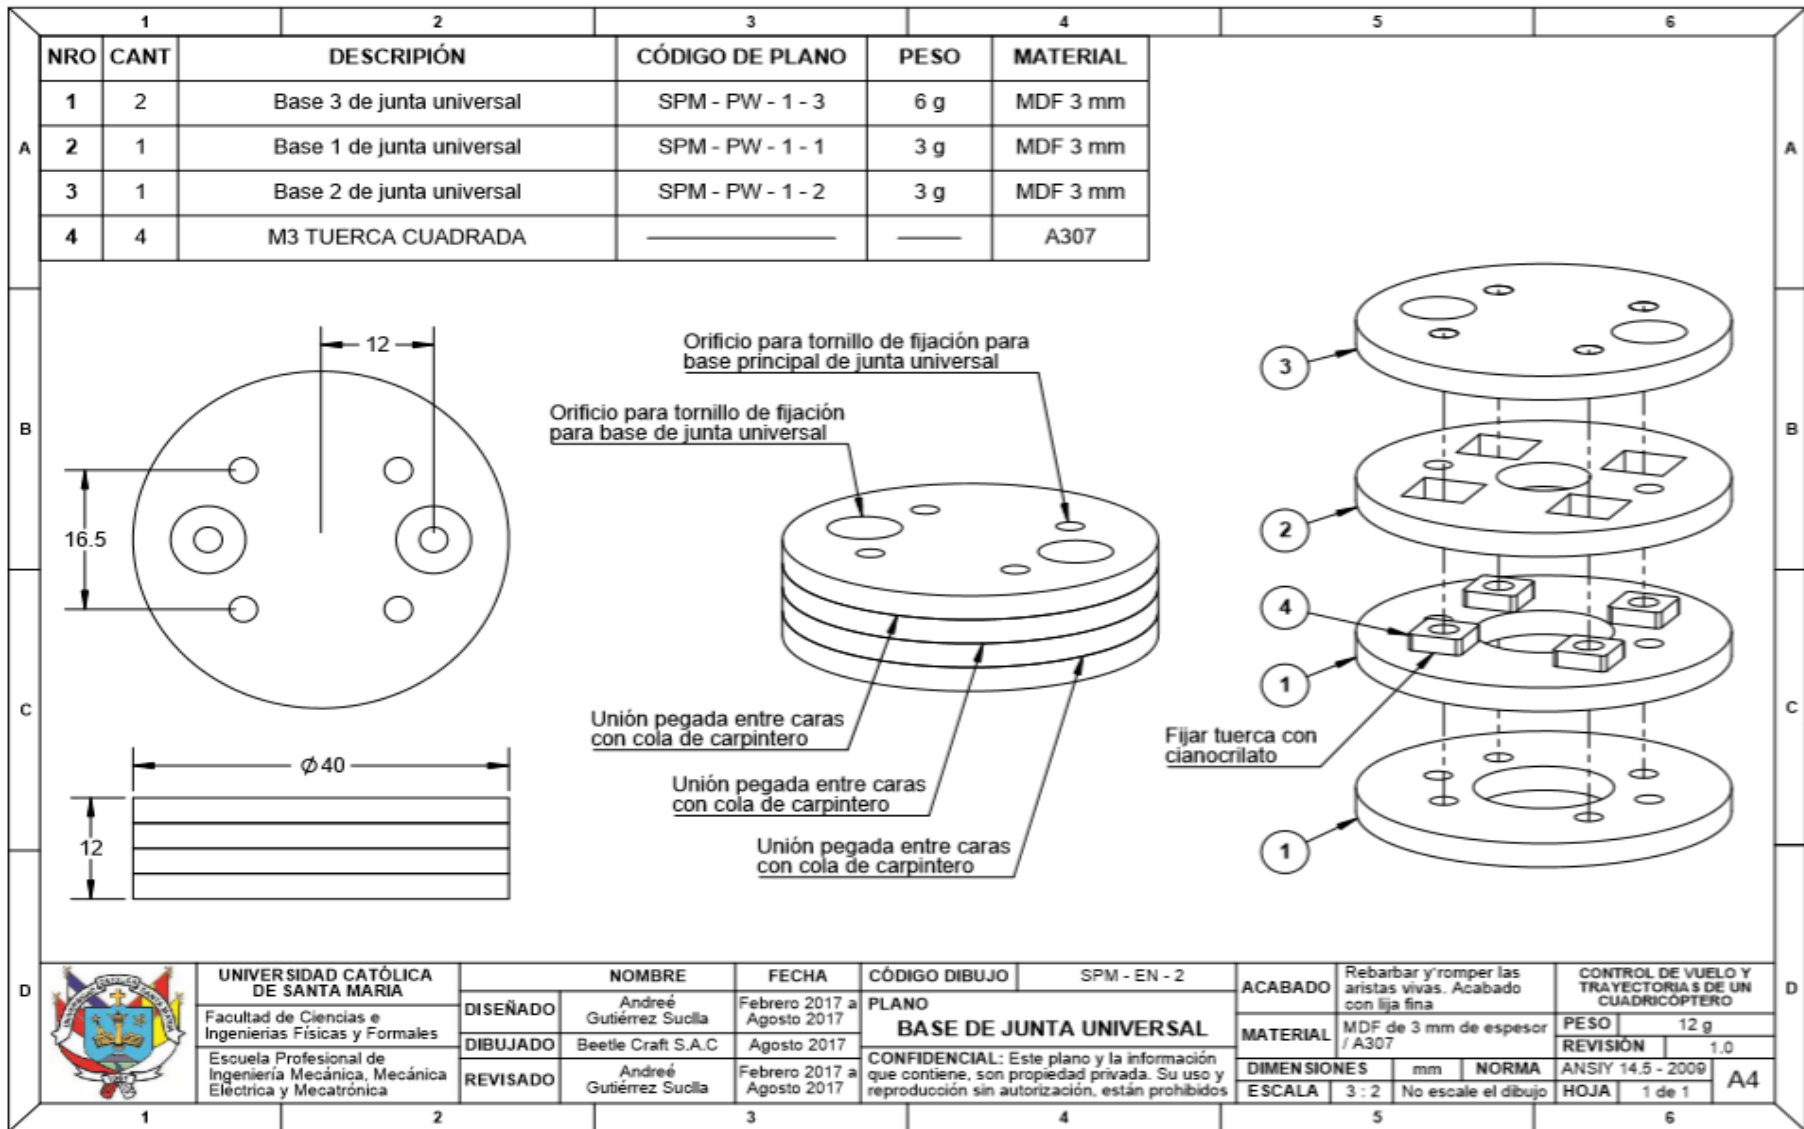 1 2 3 4 5 6
NRO CANT DESCRIPIÓN CÓDIGO DE PLANO PESO MATERIAL
1 2 Base 3 de junta universal SPM - PW - 1 - 3 6 g MDF 3 mm
2 1 Base 1 de junta universal SPM - PW - 1 - 1 3 g MDF 3 mm
3 1 Base 2 de junta universal SPM - PW - 1 - 2 3 g MDF 3 mm
4 4 M3 TUERCA CUADRADA A307
A A
B B
C C
D D
12
16.5
Ø40
12
Orificio para tornillo de fijación para
base principal de junta universal
Orificio para tornillo de fijación
para base de junta universal
Unión pegada entre caras
con cola de carpintero
Unión pegada entre caras
con cola de carpintero
Unión pegada entre caras
con cola de carpintero
3
2
4
1
Fijar tuerca con
cianocrilato
1
UNIVERSIDAD CATÓLICA
DE SANTA MARIA
Facultad de Ciencias e
Ingenierias Físicas y Formales
Escuela Profesional de
Ingeniería Mecánica, Mecánica
Eléctrica y Mecatrónica
NOMBRE FECHA
DISEÑADO Andreé Gutiérrez Suclla Febrero 2017 a Agosto 2017
DIBUJADO Beetle Craft S.A.C Agosto 2017
REVISADO Andreé Gutiérrez Suclla Febrero 2017 a Agosto 2017
CÓDIGO DIBUJO SPM - EN - 2
PLANO
BASE DE JUNTA UNIVERSAL
CONFIDENCIAL: Este plano y la información
que contiene, son propiedad privada. Su uso y
reproducción sin autorización, están prohibidos
ACABADO Rebarbar y romper las
aristas vivas. Acabado
con lija fina
MATERIAL MDF de 3 mm de espesor
/ A307
DIMENSIONES mm NORMA ANSIY 14.5 - 2009
ESCALA 3 : 2 No escale el dibujo HOJA 1 de 1
CONTROL DE VUELO Y
TRAYECTORIAS DE UN
CUADRICÓPTERO
PESO 12 g
REVISIÓN 1.0
A4
1 2 3 4 5 6